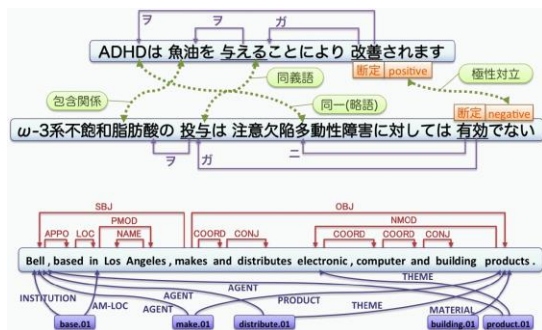 ヲ ヲ ガ
ADHDは 魚油を 与えることにより 改善されます
断定 positive
同義語 極性対立
包含関係 同一(略語)
断定 negative
ω-3系不飽和脂肪酸の 投与は 注意欠陥多動性障害に対しては 有効でない
ヲ ガ ニ
SBJ OBJ
PMOD NMCD
APPO LOC NAME COORD CONJ COORD COORD CONJ
Bell, based in Los Angeles, makes and distributes electronic, computer and building products.
INSTITUTION AM-LOC AGENT AGENT AGENT PRODUCT THEME THEME MATERIAL
base.01 make.01 distribute.01 building.01 product.01